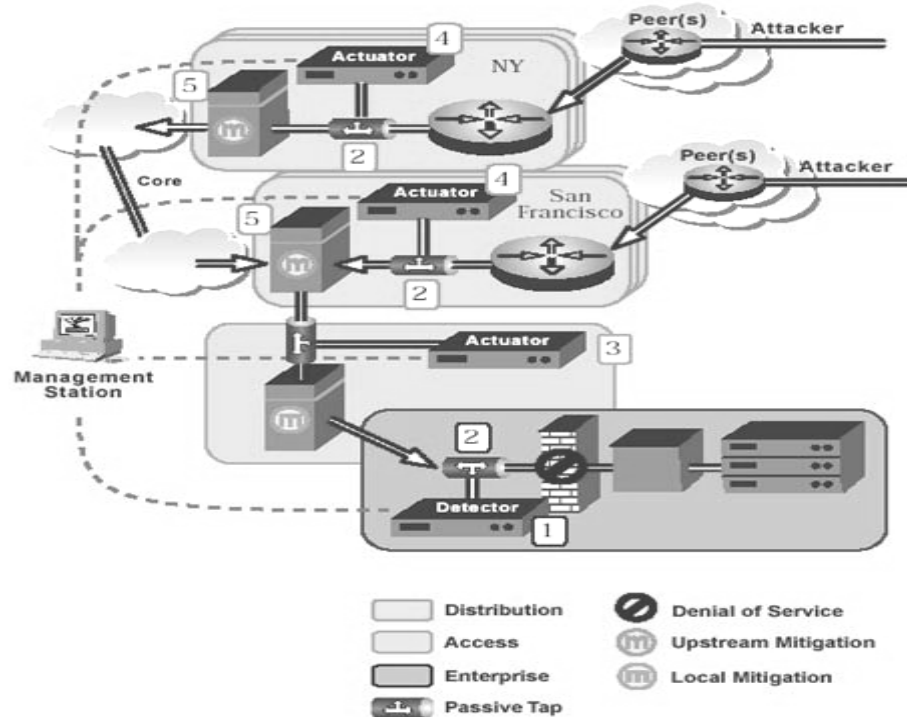 Peer(s)
Attacker
4
Actuator
NY
5
2
Core
Peer(s)
Attacker
4
Actuator
San
Francisco
5
2
Actuator
3
Management
Station
2
Detector
1
Distribution
Denial of Service
Access
Upstream Mitigation
Enterprise
Local Mitigation
Passive Tap
m
m
m
m
m